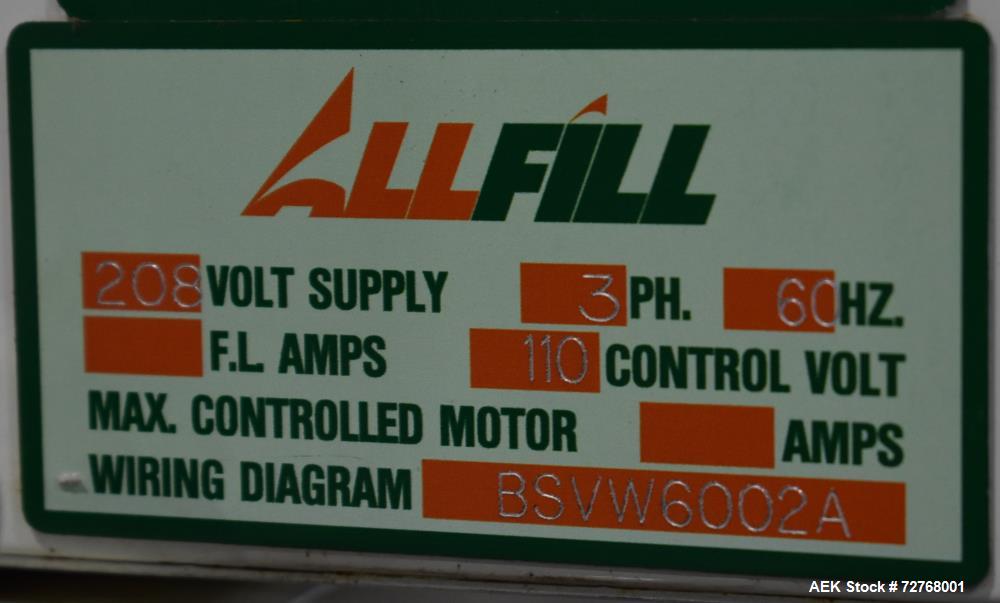 ALLFILL
208 VOLT SUPPLY 3 PH. 60 HZ.
F.L. AMPS 110 CONTROL VOLT
MAX. CONTROLLED MOTOR AMPS
WIRING DIAGRAM BSVW6002A
AEK Stock # 72768001